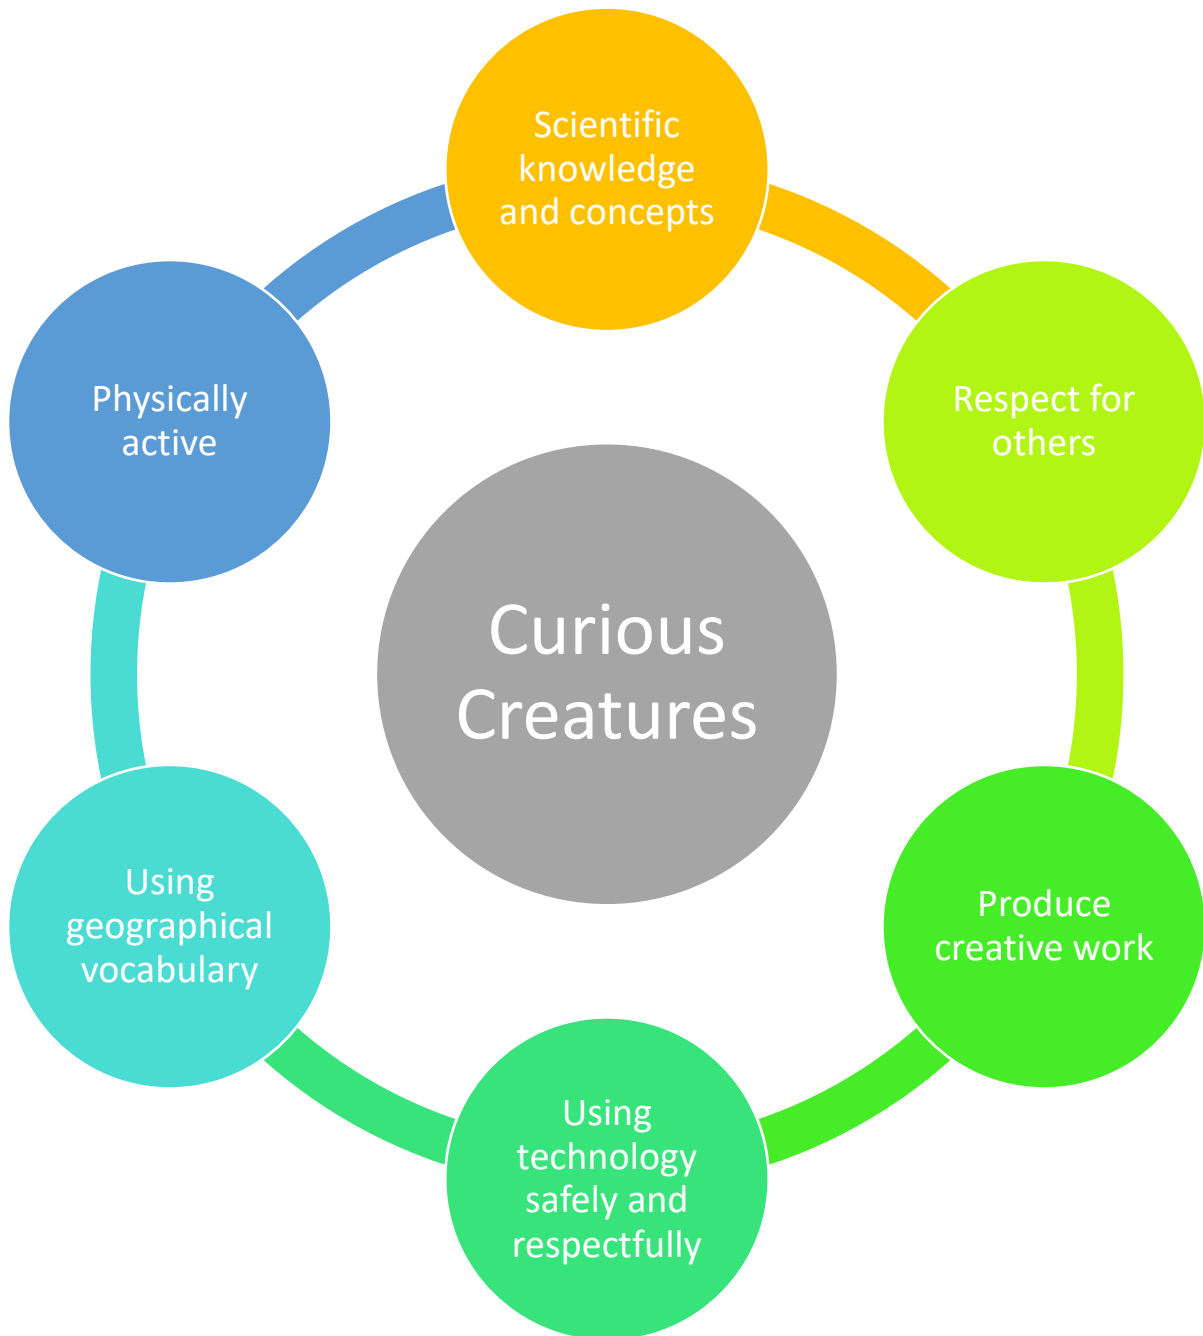 Scientific
knowledge
and concepts
Respect for
others
Produce
creative work
Using
technology
safely and
respectfully
Using
geographical
vocabulary
Physically
active
Curious
Creatures